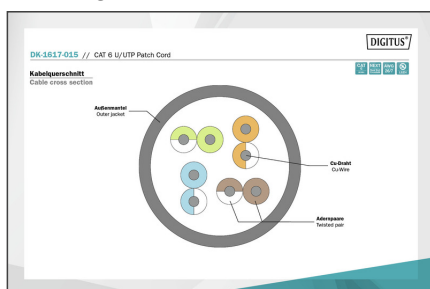 DIGITUS®
DK-1617-015 // CAT 6 U/UTP Patch Cord
Kabelquerschnitt
Cable cross section
Außenmantel
Outer jacket
Cu-Draht
Cu-Wire
Adernpaare
Twisted pair